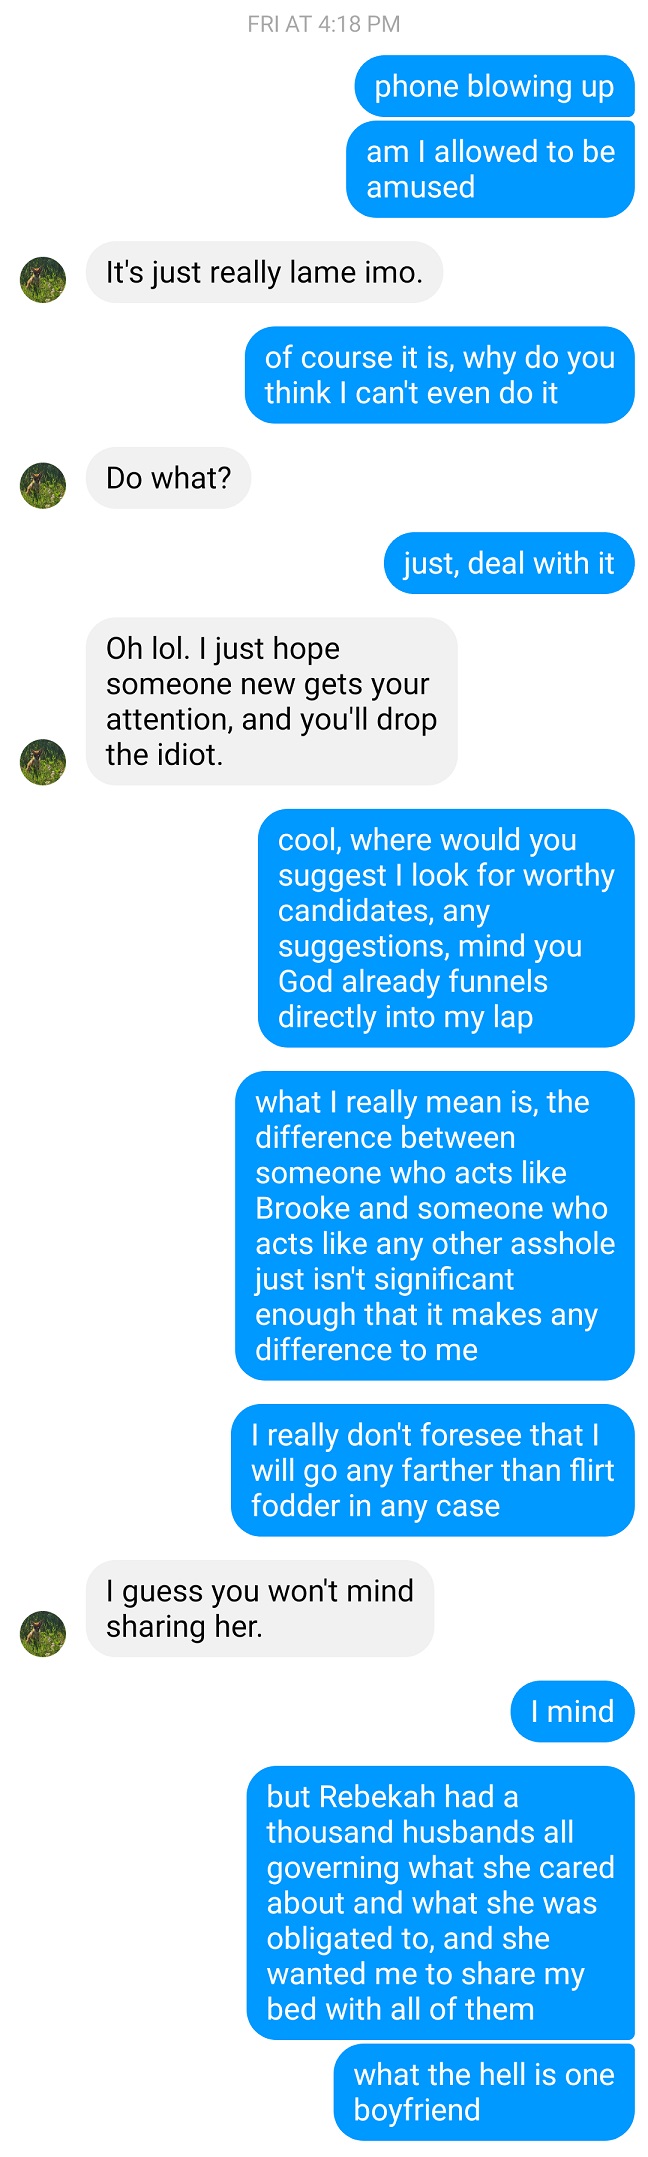 FRI AT 4:18 PM
phone blowing up
am I allowed to be
amused
It's just really lame imo.
of course it is, why do you
think I can't even do it
Do what?
just, deal with it
Oh lol. I just hope
someone new gets your
attention, and you'll drop
the idiot.
cool, where would you
suggest I look for worthy
candidates, any
suggestions, mind you
God already funnels
directly into my lap
what I really mean is, the
difference between
someone who acts like
Brooke and someone who
acts like any other asshole
just isn't significant
enough that it makes any
difference to me
I really don't foresee that I
will go any farther than flirt
fodder in any case
I guess you won't mind
sharing her.
I mind
but Rebekah had a
thousand husbands all
governing what she cared
about and what she was
obligated to, and she
wanted me to share my
bed with all of them
what the hell is one
boyfriend